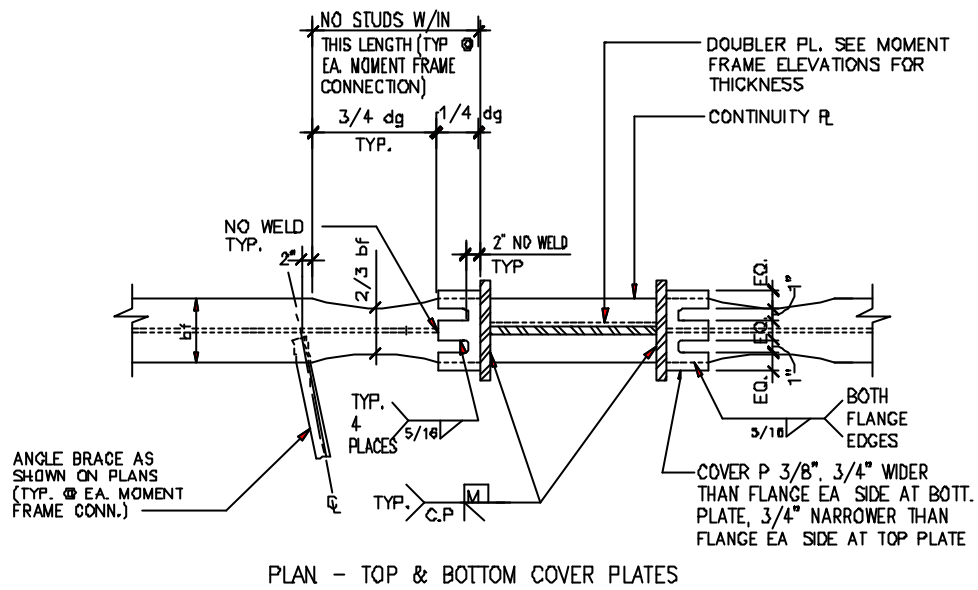 NO STUDS W/IN
THIS LENGTH (TYP @
EA. MOMENT FRAME
CONNECTION)
3/4 dg
TYP.
1/4 dg
DOUBLER PL. SEE MOMENT
FRAME ELEVATIONS FOR
THICKNESS
CONTINUITY PL
NO WELD
TYP.
2"
2/3 bf
2" NO WELD
TYP
bf
EQ.
1"
EQ.
1"
EQ.
TYP.
4
PLACES
5/16
5/16
BOTH
FLANGE
EDGES
ANGLE BRACE AS
SHOWN ON PLANS
(TYP. @ EA. MOMENT
FRAME CONN.)
CL
TYP.
M
C.P
COVER P 3/8", 3/4" WIDER
THAN FLANGE EA SIDE AT BOTT.
PLATE, 3/4" NARROWER THAN
FLANGE EA SIDE AT TOP PLATE
PLAN - TOP & BOTTOM COVER PLATES